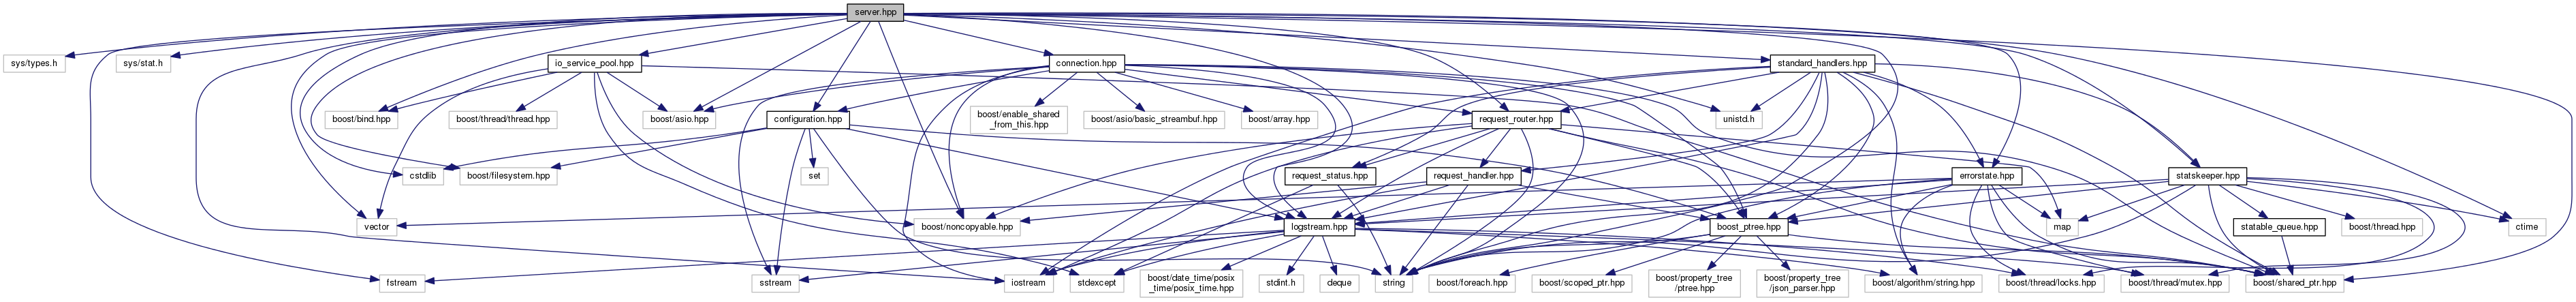 server.hpp
sys/types.h
sys/stat.h
io_service_pool.hpp
connection.hpp
standard_handlers.hpp
boost/bind.hpp
boost/thread/thread.hpp
boost/asio.hpp
configuration.hpp
boost/enable_shared
_from_this.hpp
boost/asio/basic_streambuf.hpp
boost/array.hpp
request_router.hpp
unistd.h
cstdlib
boost/filesystem.hpp
set
request_status.hpp
request_handler.hpp
errorstate.hpp
statskeeper.hpp
vector
boost/noncopyable.hpp
logstream.hpp
boost_ptree.hpp
map
statable_queue.hpp
boost/thread.hpp
ctime
fstream
sstream
iostream
stdexcept
boost/date_time/posix
_time/posix_time.hpp
stdint.h
deque
string
boost/foreach.hpp
boost/scoped_ptr.hpp
boost/property_tree
/ptree.hpp
boost/property_tree
/json_parser.hpp
boost/algorithm/string.hpp
boost/thread/locks.hpp
boost/thread/mutex.hpp
boost/shared_ptr.hpp